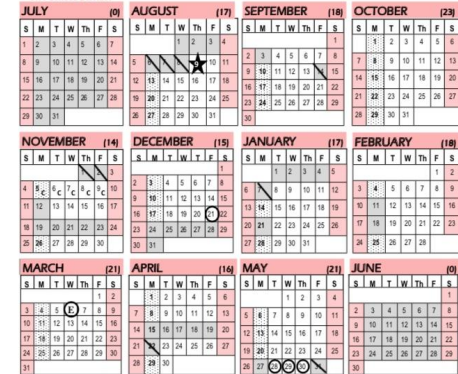 JULY (0)
S M T W Th F S
1 2 3 4 5 6 7
8 9 10 11 12 13 14
15 16 17 18 19 20 21
22 23 24 25 26 27 28
29 30 31
AUGUST (17)
S M T W Th F S
1 2 3 4
5 10 11
12 13 14 15 16 17 18
19 20 21 22 23 24 25
26 27 28 29 30 31
SEPTEMBER (18)
S M T W Th F S
1
2 3 4 5 6 7 8
9 10 11 12 13 15
16 17 18 19 20 21 22
23 24 25 26 27 28 29
30
OCTOBER (23)
S M T W Th F S
1 2 3 4 5 6
7 8 9 10 11 12 13
14 15 16 17 18 19 20
21 22 23 24 25 26 27
28 29 30 31
NOVEMBER (14)
S M T W Th F S
3
4 5c 6c 7c 8c 9c 10
11 12 13 14 15 16 17
18 19 20 21 22 23 24
25 26 27 28 29 30
DECEMBER (15)
S M T W Th F S
1
2 3 4 5 6 7 8
9 10 11 12 13 14 15
16 17 18 19 20 21 22
23 24 25 26 27 28 29
30 31
JANUARY (17)
S M T W Th F S
1 2 3 4 5
6 8 9 10 11 12
13 14 15 16 17 18 19
20 21 22 23 24 25 26
27 28 29 30 31
FEBRUARY (18)
S M T W Th F S
1 2
3 4 5 6 7 8 9
10 11 12 13 14 15 16
17 18 19 20 21 22 23
24 25 26 27 28
MARCH (21)
S M T W Th F S
1 2
3 4 5 E 7 8 9
10 11 12 13 14 15 16
17 18 19 20 21 22 23
24 25 26 27 28 29 30
31
APRIL (16)
S M T W Th F S
1 2 3 4 5 6
7 8 9 10 11 12 13
14 15 16 17 18 19 20
21 23 24 25 26 27
28 29 30
MAY (21)
S M T W Th F S
1 2 3 4
5 6 7 8 9 10 11
12 13 14 15 16 17 18
19 20 21 22 23 24 25
26 27 28 29 30 31
JUNE (0)
S M T W Th F S
1
2 3 4 5 6 7 8
9 10 11 12 13 14 15
16 17 18 19 20 21 22
23 24 25 26 27 28 29
30